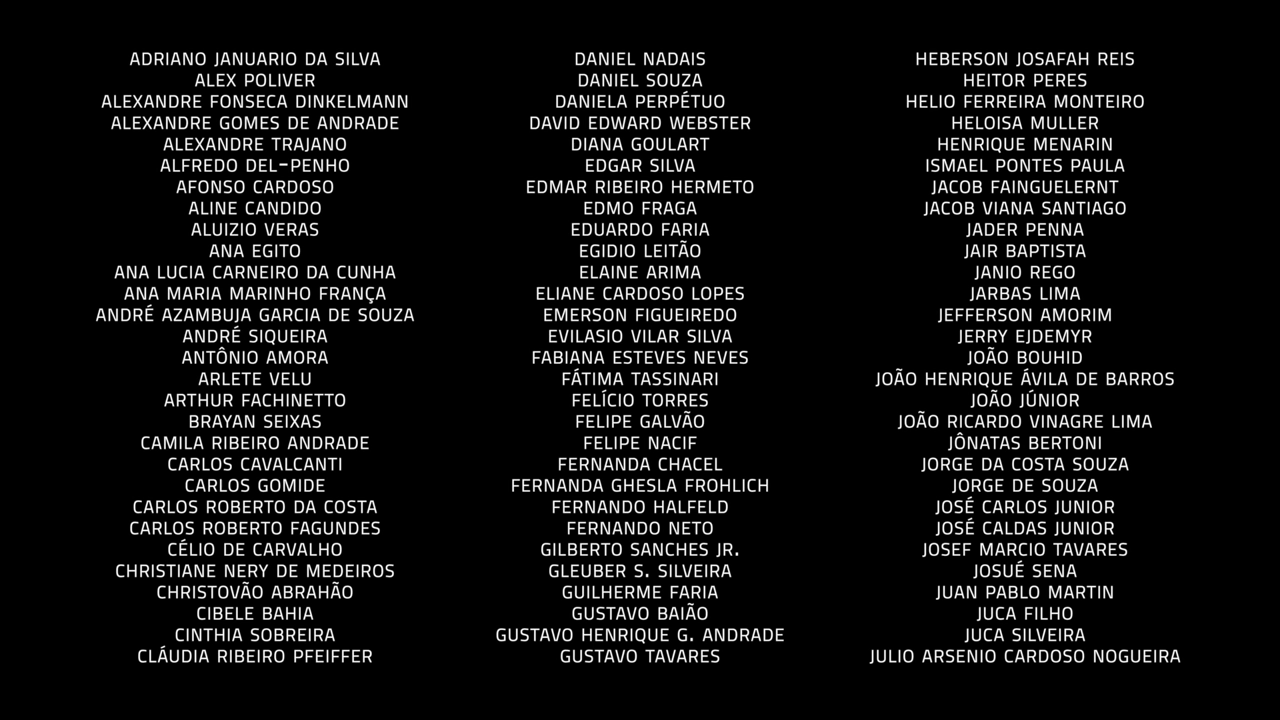 ADRIANO JANUARIO DA SILVA
ALEX POLIVER
ALEXANDRE FONSECA DINKELMANN
ALEXANDRE GOMES DE ANDRADE
ALEXANDRE TRAJANO
ALFREDO DEL-PENHO
AFONSO CARDOSO
ALINE CANDIDO
ALUIZIO VERAS
ANA EGITO
ANA LUCIA CARNEIRO DA CUNHA
ANA MARIA MARINHO FRANÇA
ANDRÉ AZAMBUJA GARCIA DE SOUZA
ANDRÉ SIQUEIRA
ANTÔNIO AMORA
ARLETE VELU
ARTHUR FACHINETTO
BRAYAN SEIXAS
CAMILA RIBEIRO ANDRADE
CARLOS CAVALCANTI
CARLOS GOMIDE
CARLOS ROBERTO DA COSTA
CARLOS ROBERTO FAGUNDES
CÉLIO DE CARVALHO
CHRISTIANE NERY DE MEDEIROS
CHRISTOVÃO ABRAHÃO
CIBELE BAHIA
CINTHIA SOBREIRA
CLÁUDIA RIBEIRO PFEIFFER
DANIEL NADAIS
DANIEL SOUZA
DANIELA PERPÉTUO
DAVID EDWARD WEBSTER
DIANA GOULART
EDGAR SILVA
EDMAR RIBEIRO HERMETO
EDMO FRAGA
EDUARDO FARIA
EGIDIO LEITÃO
ELAINE ARIMA
ELIANE CARDOSO LOPES
EMERSON FIGUEIREDO
EVILASIO VILAR SILVA
FABIANA ESTEVES NEVES
FÁTIMA TASSINARI
FELÍCIO TORRES
FELIPE GALVÃO
FELIPE NACIF
FERNANDA CHACEL
FERNANDA GHESLA FROHLICH
FERNANDO HALFELD
FERNANDO NETO
GILBERTO SANCHES JR.
GLEUBER S. SILVEIRA
GUILHERME FARIA
GUSTAVO BAIÃO
GUSTAVO HENRIQUE G. ANDRADE
GUSTAVO TAVARES
HEBERSON JOSAFAH REIS
HEITOR PERES
HELIO FERREIRA MONTEIRO
HELOISA MULLER
HENRIQUE MENARIN
ISMAEL PONTES PAULA
JACOB FAINGUELERNT
JACOB VIANA SANTIAGO
JADER PENNA
JAIR BAPTISTA
JANIO REGO
JARBAS LIMA
JEFFERSON AMORIM
JERRY EJDEMYR
JOÃO BOUHID
JOÃO HENRIQUE ÁVILA DE BARROS
JOÃO JÚNIOR
JOÃO RICARDO VINAGRE LIMA
JÔNATAS BERTONI
JORGE DA COSTA SOUZA
JORGE DE SOUZA
JOSÉ CARLOS JUNIOR
JOSÉ CALDAS JUNIOR
JOSEF MARCIO TAVARES
JOSUÉ SENA
JUAN PABLO MARTIN
JUCA FILHO
JUCA SILVEIRA
JULIO ARSENIO CARDOSO NOGUEIRA